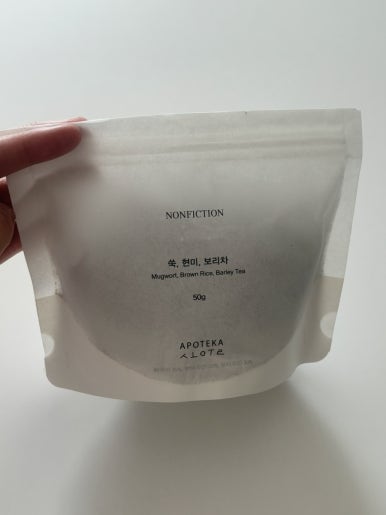 NONFICTION
쑥, 현미, 보리차
Mugwort, Brown Rice, Barley Tea
50g
APOTEKA